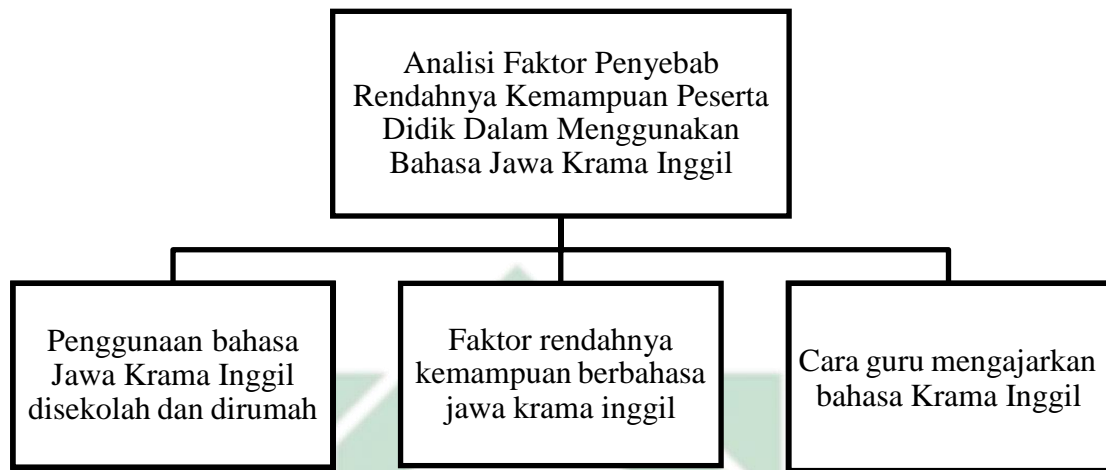 Analisi Faktor Penyebab
Rendahnya Kemampuan Peserta
Didik Dalam Menggunakan
Bahasa Jawa Krama Inggil
Penggunaan bahasa
Jawa Krama Inggil
disekolah dan dirumah
Faktor rendahnya
kemampuan berbahasa
jawa krama inggil
Cara guru mengajarkan
bahasa Krama Inggil